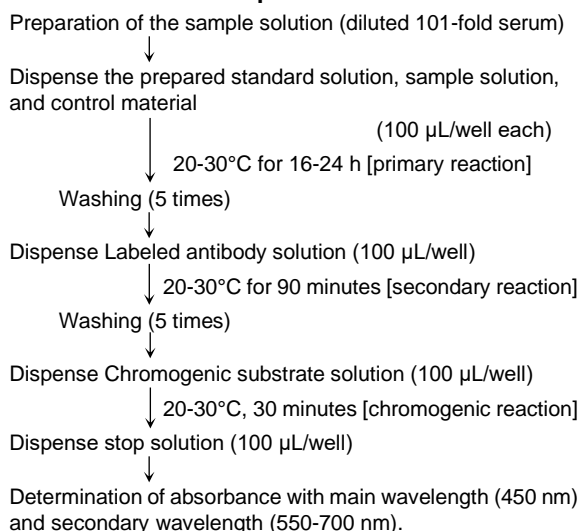 Preparation of the sample solution (diluted 101-fold serum)
Dispense the prepared standard solution, sample solution,
and control material
(100 µL/well each)
20-30°C for 16-24 h [primary reaction]
Washing (5 times)
Dispense Labeled antibody solution (100 µL/well)
20-30°C for 90 minutes [secondary reaction]
Washing (5 times)
Dispense Chromogenic substrate solution (100 µL/well)
20-30°C, 30 minutes [chromogenic reaction]
Dispense stop solution (100 µL/well)
Determination of absorbance with main wavelength (450 nm)
and secondary wavelength (550-700 nm).